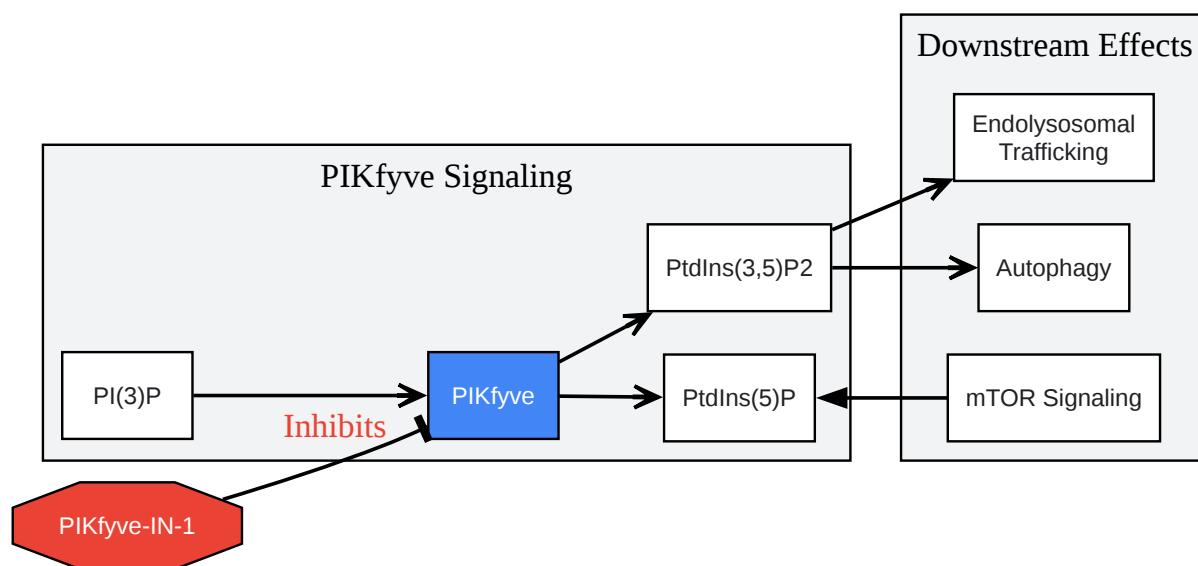 Downstream Effects
Endolysosomal
Trafficking
PIKfyve Signaling
PtdIns(3,5)P2
Autophagy
PI(3)P
PIKfyve
PtdIns(5)P
mTOR Signaling
Inhibits
PIKfyve-IN-1